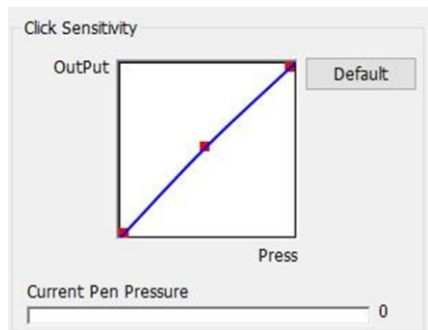 Click Sensitivity
OutPut
Default
Press
Current Pen Pressure
0